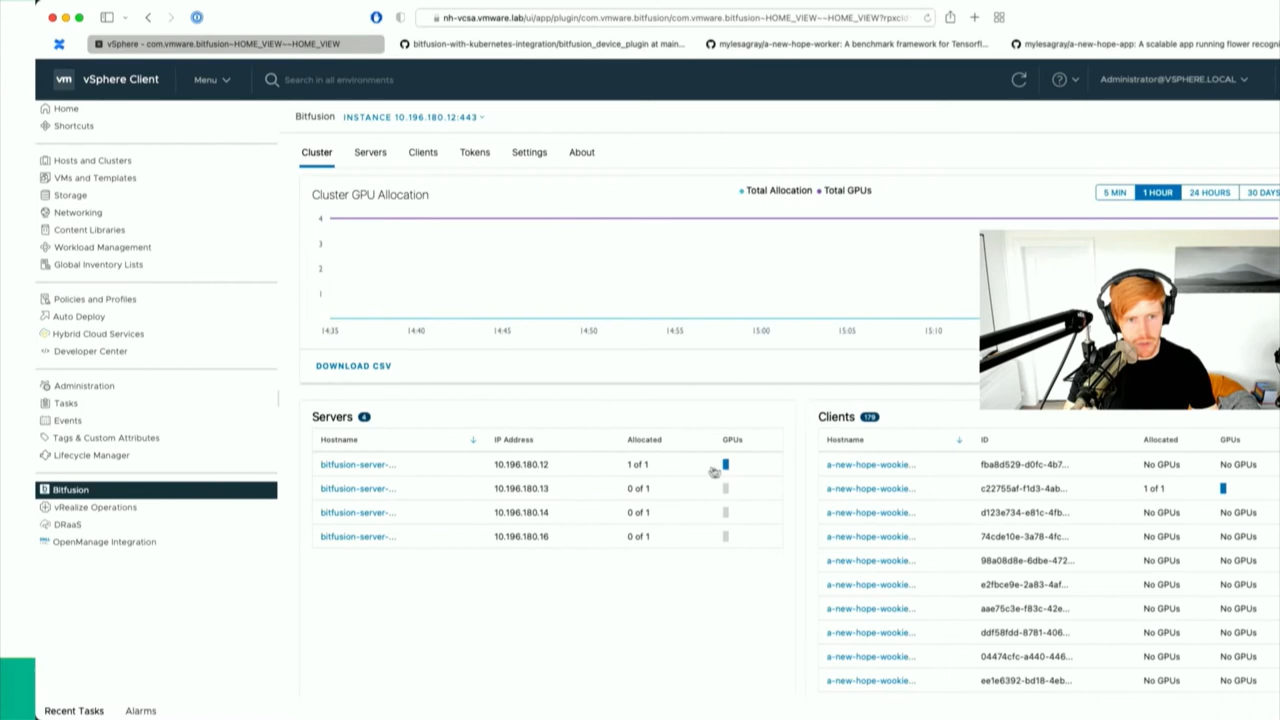 nh-vcsa.vmware.lab/ui/app/plugin/com.vmware.bitfusion/com.vmware.bitfusion~HOME_VIEW~~HOME_VIEW?rpxclo
vSphere - com.vmware.bitfusion~HOME_VIEW~~HOME_VIEW
bitfusion-with-kubernetes-integration/bitfusion_device_plugin at main...
mylesagray/a-new-hope-worker: A benchmark framework for Tensorfl...
mylesagray/a-new-hope-app: A scalable app running flower recogni
vm vSphere Client Menu Search in all environments Administrator@VSPHERE.LOCAL
Home
Shortcuts
Hosts and Clusters
VMs and Templates
Storage
Networking
Content Libraries
Workload Management
Global Inventory Lists
Policies and Profiles
Auto Deploy
Hybrid Cloud Services
Developer Center
Administration
Tasks
Events
Tags & Custom Attributes
Lifecycle Manager
Bitfusion
vRealize Operations
DRaaS
OpenManage Integration
Recent Tasks Alarms
Bitfusion INSTANCE 10.196.180.12:443
Cluster Servers Clients Tokens Settings About
Cluster GPU Allocation
Total Allocation Total GPUs
5 MIN 1 HOUR 24 HOURS 30 DAYS
4
3
2
1
14:35 14:40 14:45 14:50 14:55 15:00 15:05 15:10
DOWNLOAD CSV
Servers 4
Hostname IP Address Allocated GPUs
bitfusion-server-... 10.196.180.12 1 of 1
bitfusion-server-... 10.196.180.13 0 of 1
bitfusion-server-... 10.196.180.14 0 of 1
bitfusion-server-... 10.196.180.16 0 of 1
Clients 179
Hostname ID Allocated GPUs
a-new-hope-wookie... fba8d529-d0fc-4b7... No GPUs No GPUs
a-new-hope-wookie... c22755af-f1d3-4ab... 1 of 1
a-new-hope-wookie... d123e734-e81c-4fb... No GPUs No GPUs
a-new-hope-wookie... 74cde10e-3a78-4fc... No GPUs No GPUs
a-new-hope-wookie... 98a08d8e-6dbe-472... No GPUs No GPUs
a-new-hope-wookie... e2fbce9e-2a83-4af... No GPUs No GPUs
a-new-hope-wookie... aae75c3e-f83c-42e... No GPUs No GPUs
a-new-hope-wookie... ddf58fdd-8781-406... No GPUs No GPUs
a-new-hope-wookie... 04474cfc-a440-446... No GPUs No GPUs
a-new-hope-wookie... ee1e6392-bd18-4eb... No GPUs No GPUs